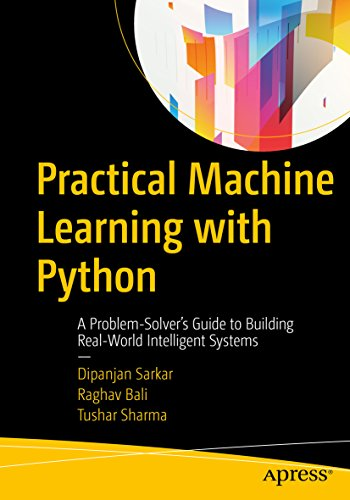 Practical Machine
Learning with
Python
A Problem-Solver's Guide to Building
Real-World Intelligent Systems
—
Dipanjan Sarkar
Raghav Bali
Tushar Sharma
Apress®